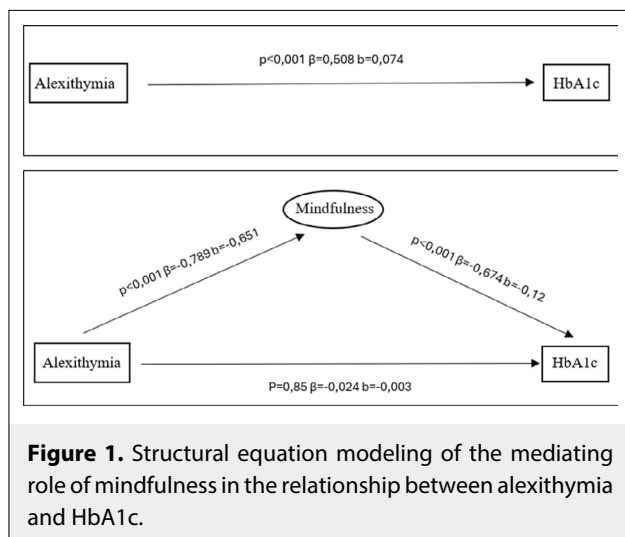 p<0,001 β=0,508 b=0,074
Alexithymia
HbA1c
Mindfulness
p<0,001 β=-0,789 b=-0,651
p<0,001 β=-0,674 b=-0,12
Alexithymia
HbA1c
P=0,85 β=-0,024 b=-0,003
Figure 1. Structural equation modeling of the mediating
role of mindfulness in the relationship between alexithymia
and HbA1c.